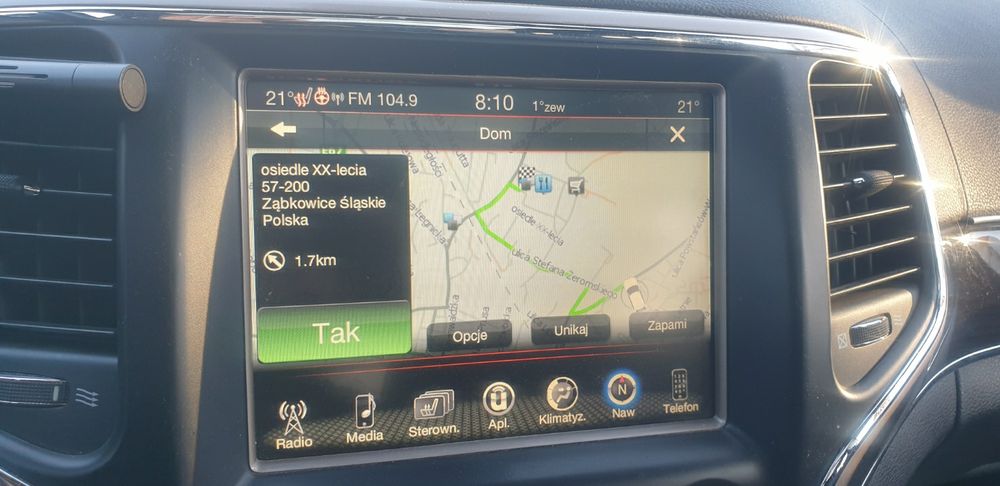 21° FM 104.9 8:10 1°zew 21°
Dom
osiedle XX-lecia
57-200
Ząbkowice Śląskie
Polska
1.7km
osiedle XX-lecia
ulica Stefana Żeromskiego
Tak
Opcje
Unikaj
Zapami
N
Radio
Media
Sterown.
Apl.
Klimatyz.
Naw
Telefon